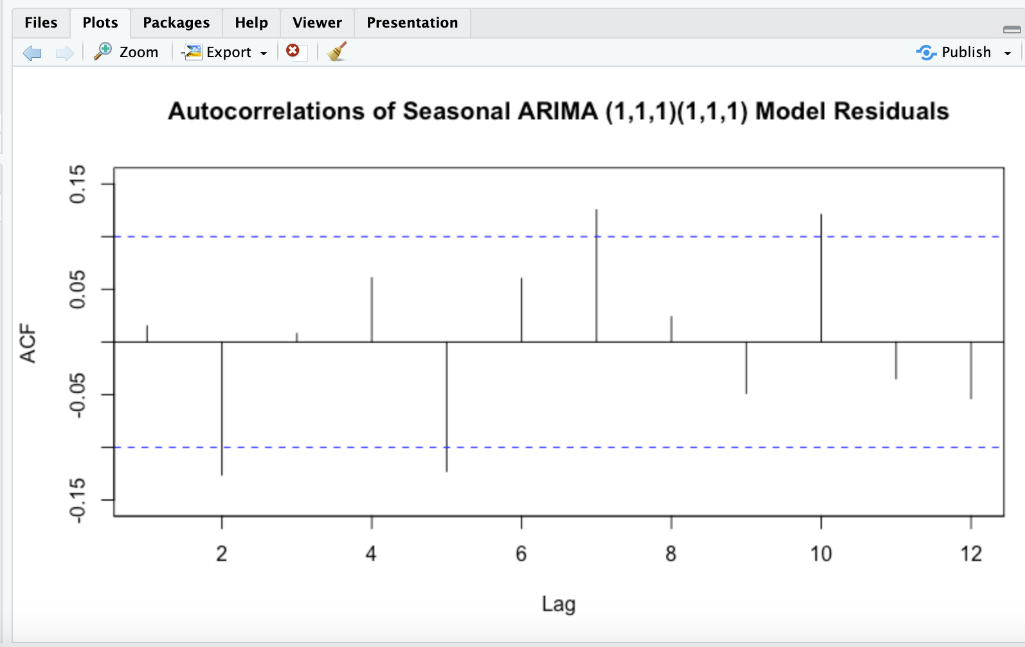 Files Plots Packages Help Viewer Presentation
Zoom Export Publish
Autocorrelations of Seasonal ARIMA (1,1,1)(1,1,1) Model Residuals
0.15
0.05
-0.05
-0.15
ACF
2 4 6 8 10 12
Lag